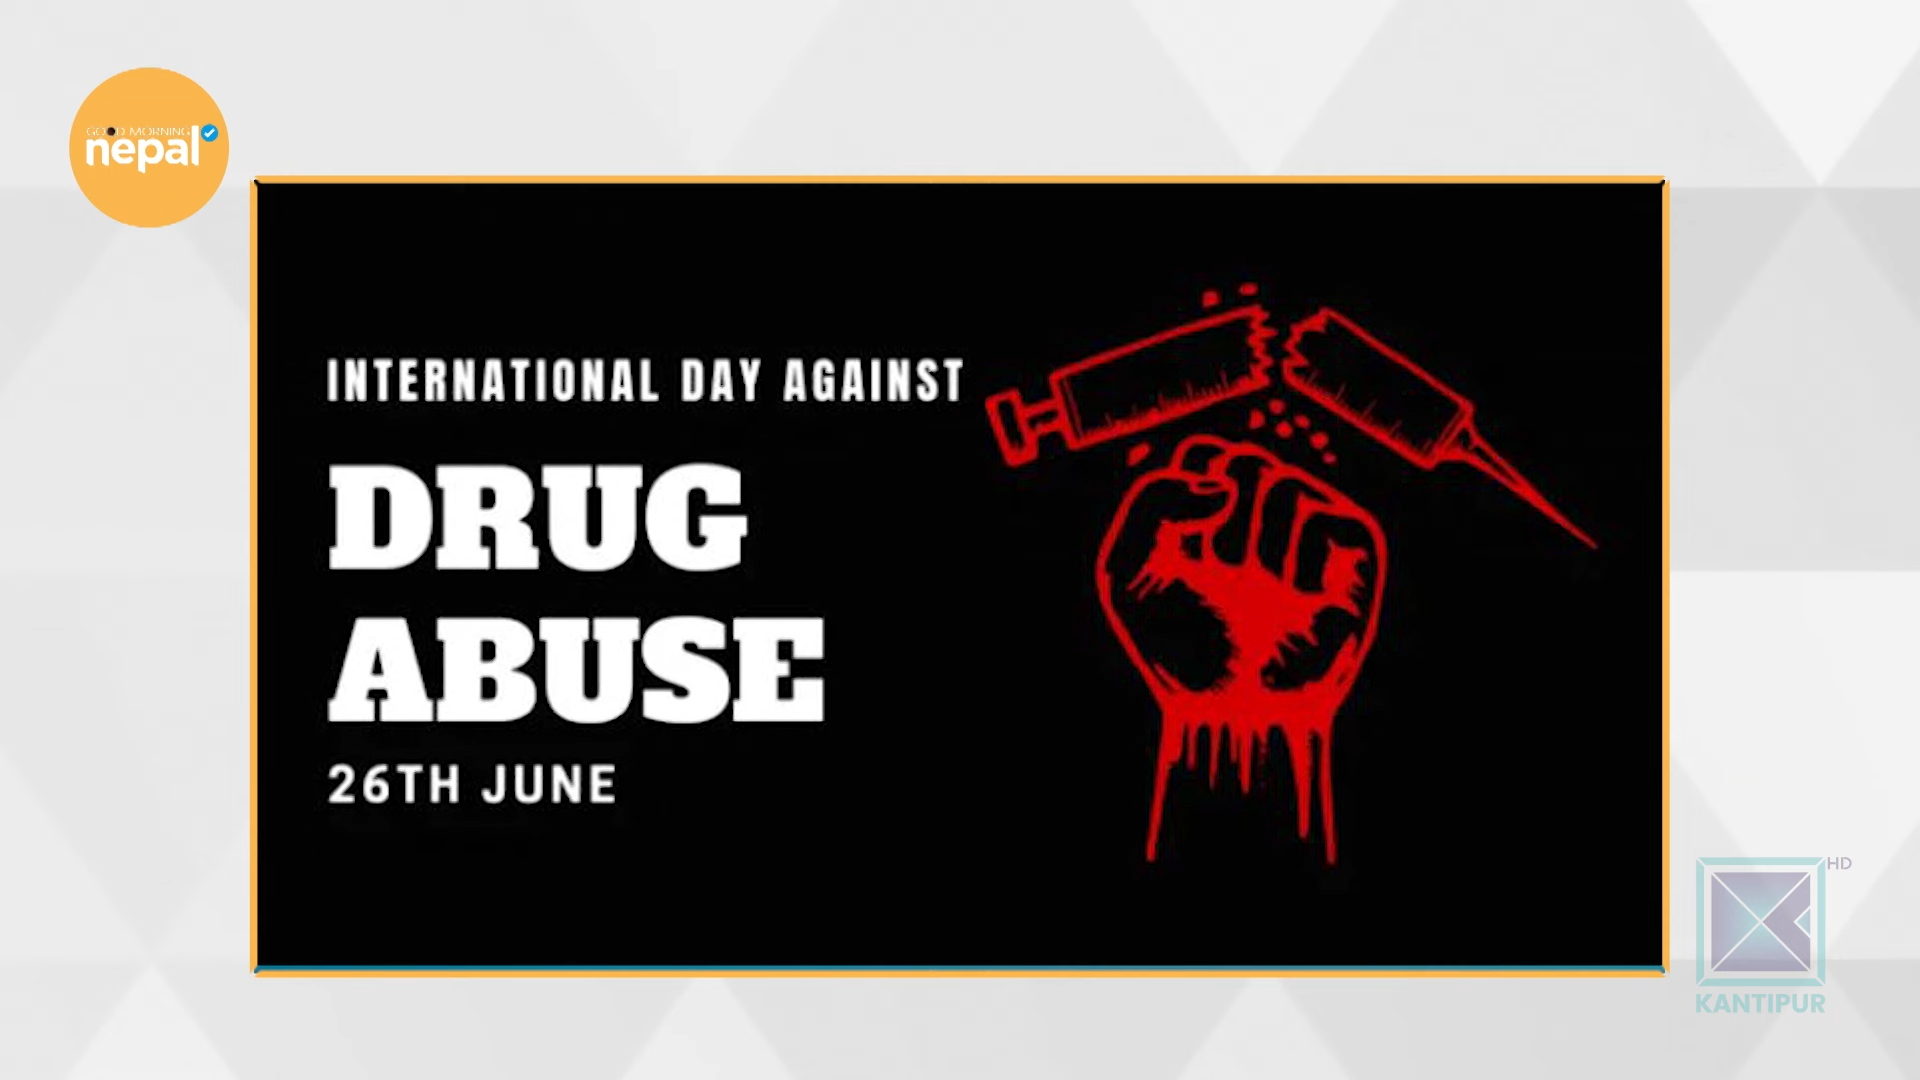 GOOD MORNING
nepal
INTERNATIONAL DAY AGAINST
DRUG
ABUSE
26TH JUNE
HD
KANTIPUR